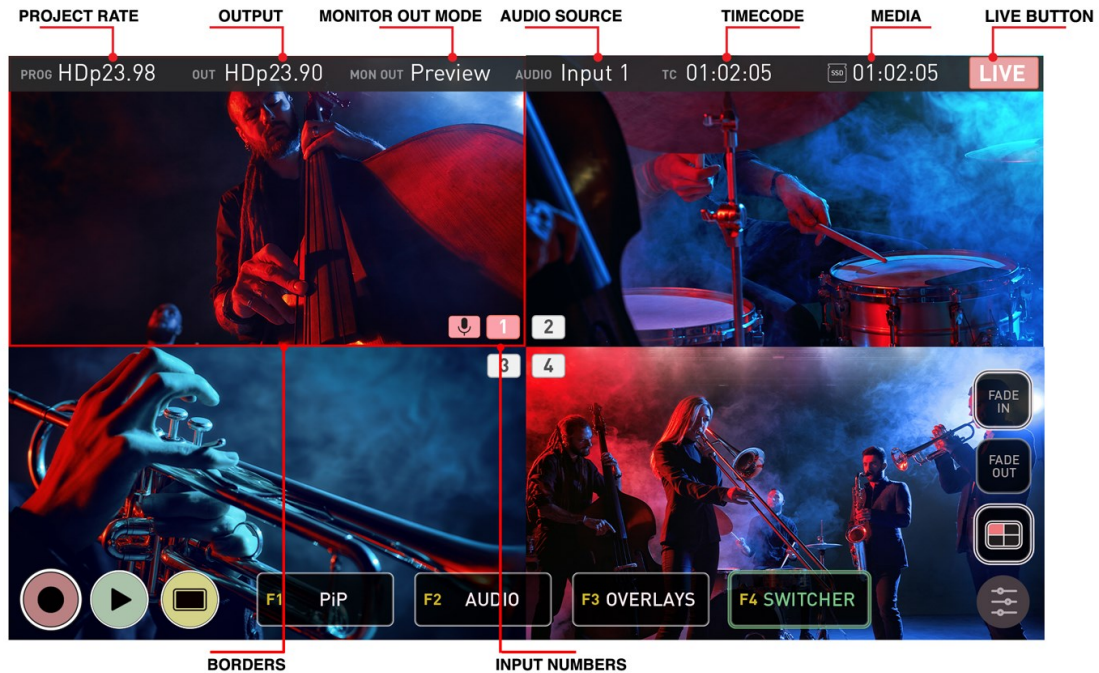 PROJECT RATE OUTPUT MONITOR OUT MODE AUDIO SOURCE TIMECODE MEDIA LIVE BUTTON
PROG HDp23.98 OUT HDp23.90 MON OUT Preview AUDIO Input 1 TC 01:02:05 SSD 01:02:05 LIVE
1 2
3 4
FADE
IN
FADE
OUT
F1 PiP F2 AUDIO F3 OVERLAYS F4 SWITCHER
BORDERS INPUT NUMBERS